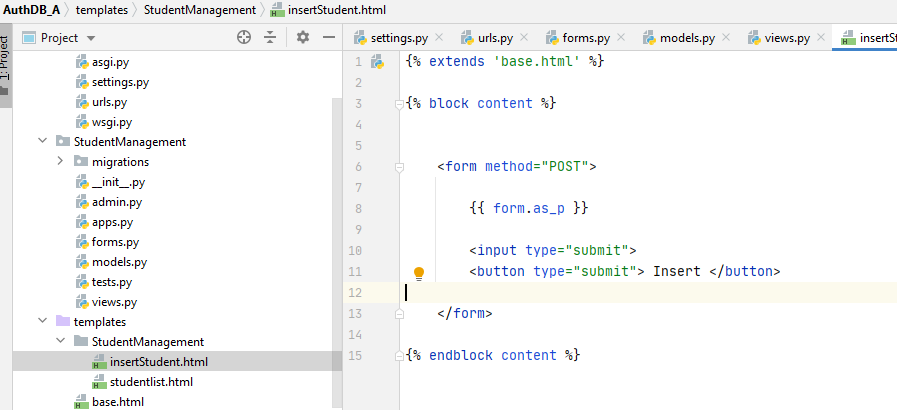 AuthDB_A templates StudentManagement insertStudent.html
1: Project
Project
settings.py urls.py forms.py models.py views.py insertS
asgi.py
settings.py
urls.py
wsgi.py
StudentManagement
migrations
__init__.py
admin.py
apps.py
forms.py
models.py
tests.py
views.py
templates
StudentManagement
insertStudent.html
studentlist.html
base.html
1 {% extends 'base.html' %}
2
3 {% block content %}
4
5
6 <form method="POST">
7
8 {{ form.as_p }}
9
10 <input type="submit">
11 <button type="submit"> Insert </button>
12
13 </form>
14
15 {% endblock content %}